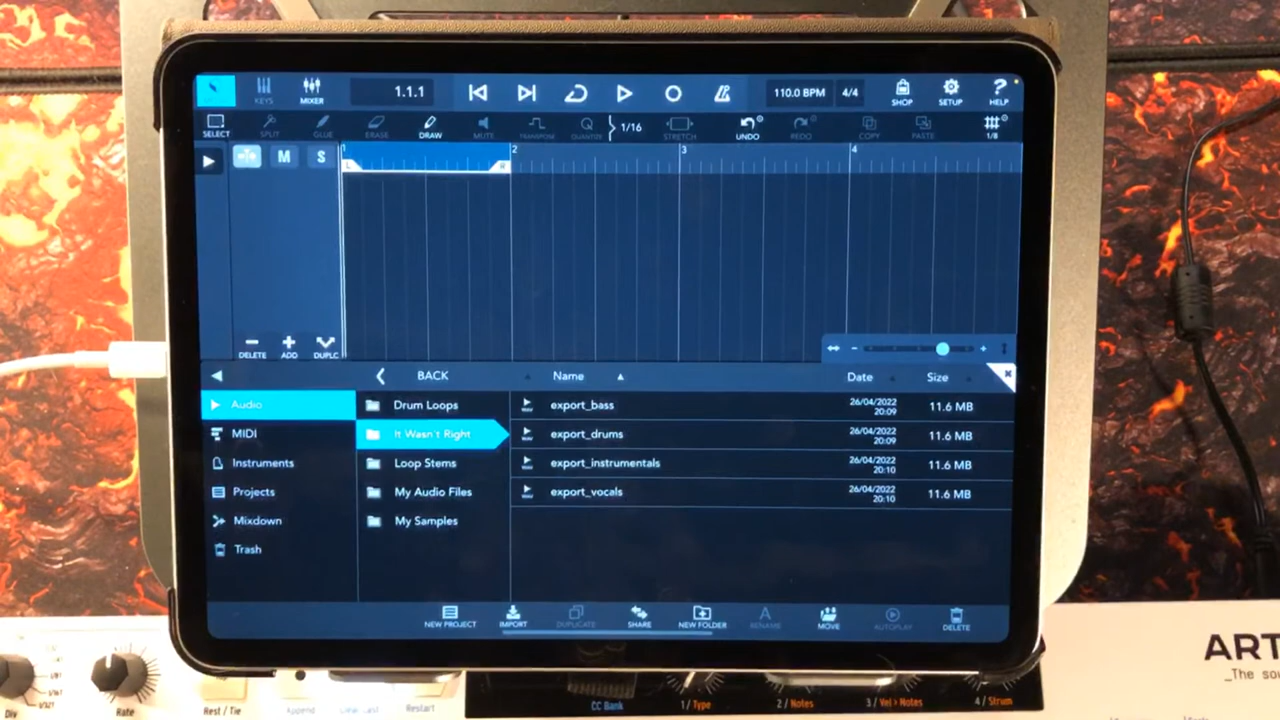 KEYS
MIXER
1.1.1
110.0 BPM
4/4
SHOP
SETUP
HELP
SELECT
SPLIT
GLUE
ERASE
DRAW
MUTE
TRANSPOSE
QUANTIZE
1/16
STRETCH
UNDO
REDO
COPY
PASTE
1/8
M
S
1
2
3
4
L
R
DELETE
ADD
DUPLC
BACK
Name
Date
Size
Audio
Drum Loops
export_bass
26/04/2022
20:09
11.6 MB
MIDI
It Wasn't Right
export_drums
26/04/2022
20:09
11.6 MB
Instruments
Loop Stems
export_instrumentals
26/04/2022
20:10
11.6 MB
Projects
My Audio Files
export_vocals
26/04/2022
20:10
11.6 MB
Mixdown
My Samples
Trash
NEW PROJECT
IMPORT
DUPLICATE
SHARE
NEW FOLDER
RENAME
MOVE
AUTOPLAY
DELETE
ART
_The sou
Div
Rate
Rest / Tie
Append
Clear Last
Restart
CC Bank
1/ Type
2 / Notes
3 / Vel > Notes
4 / Strum